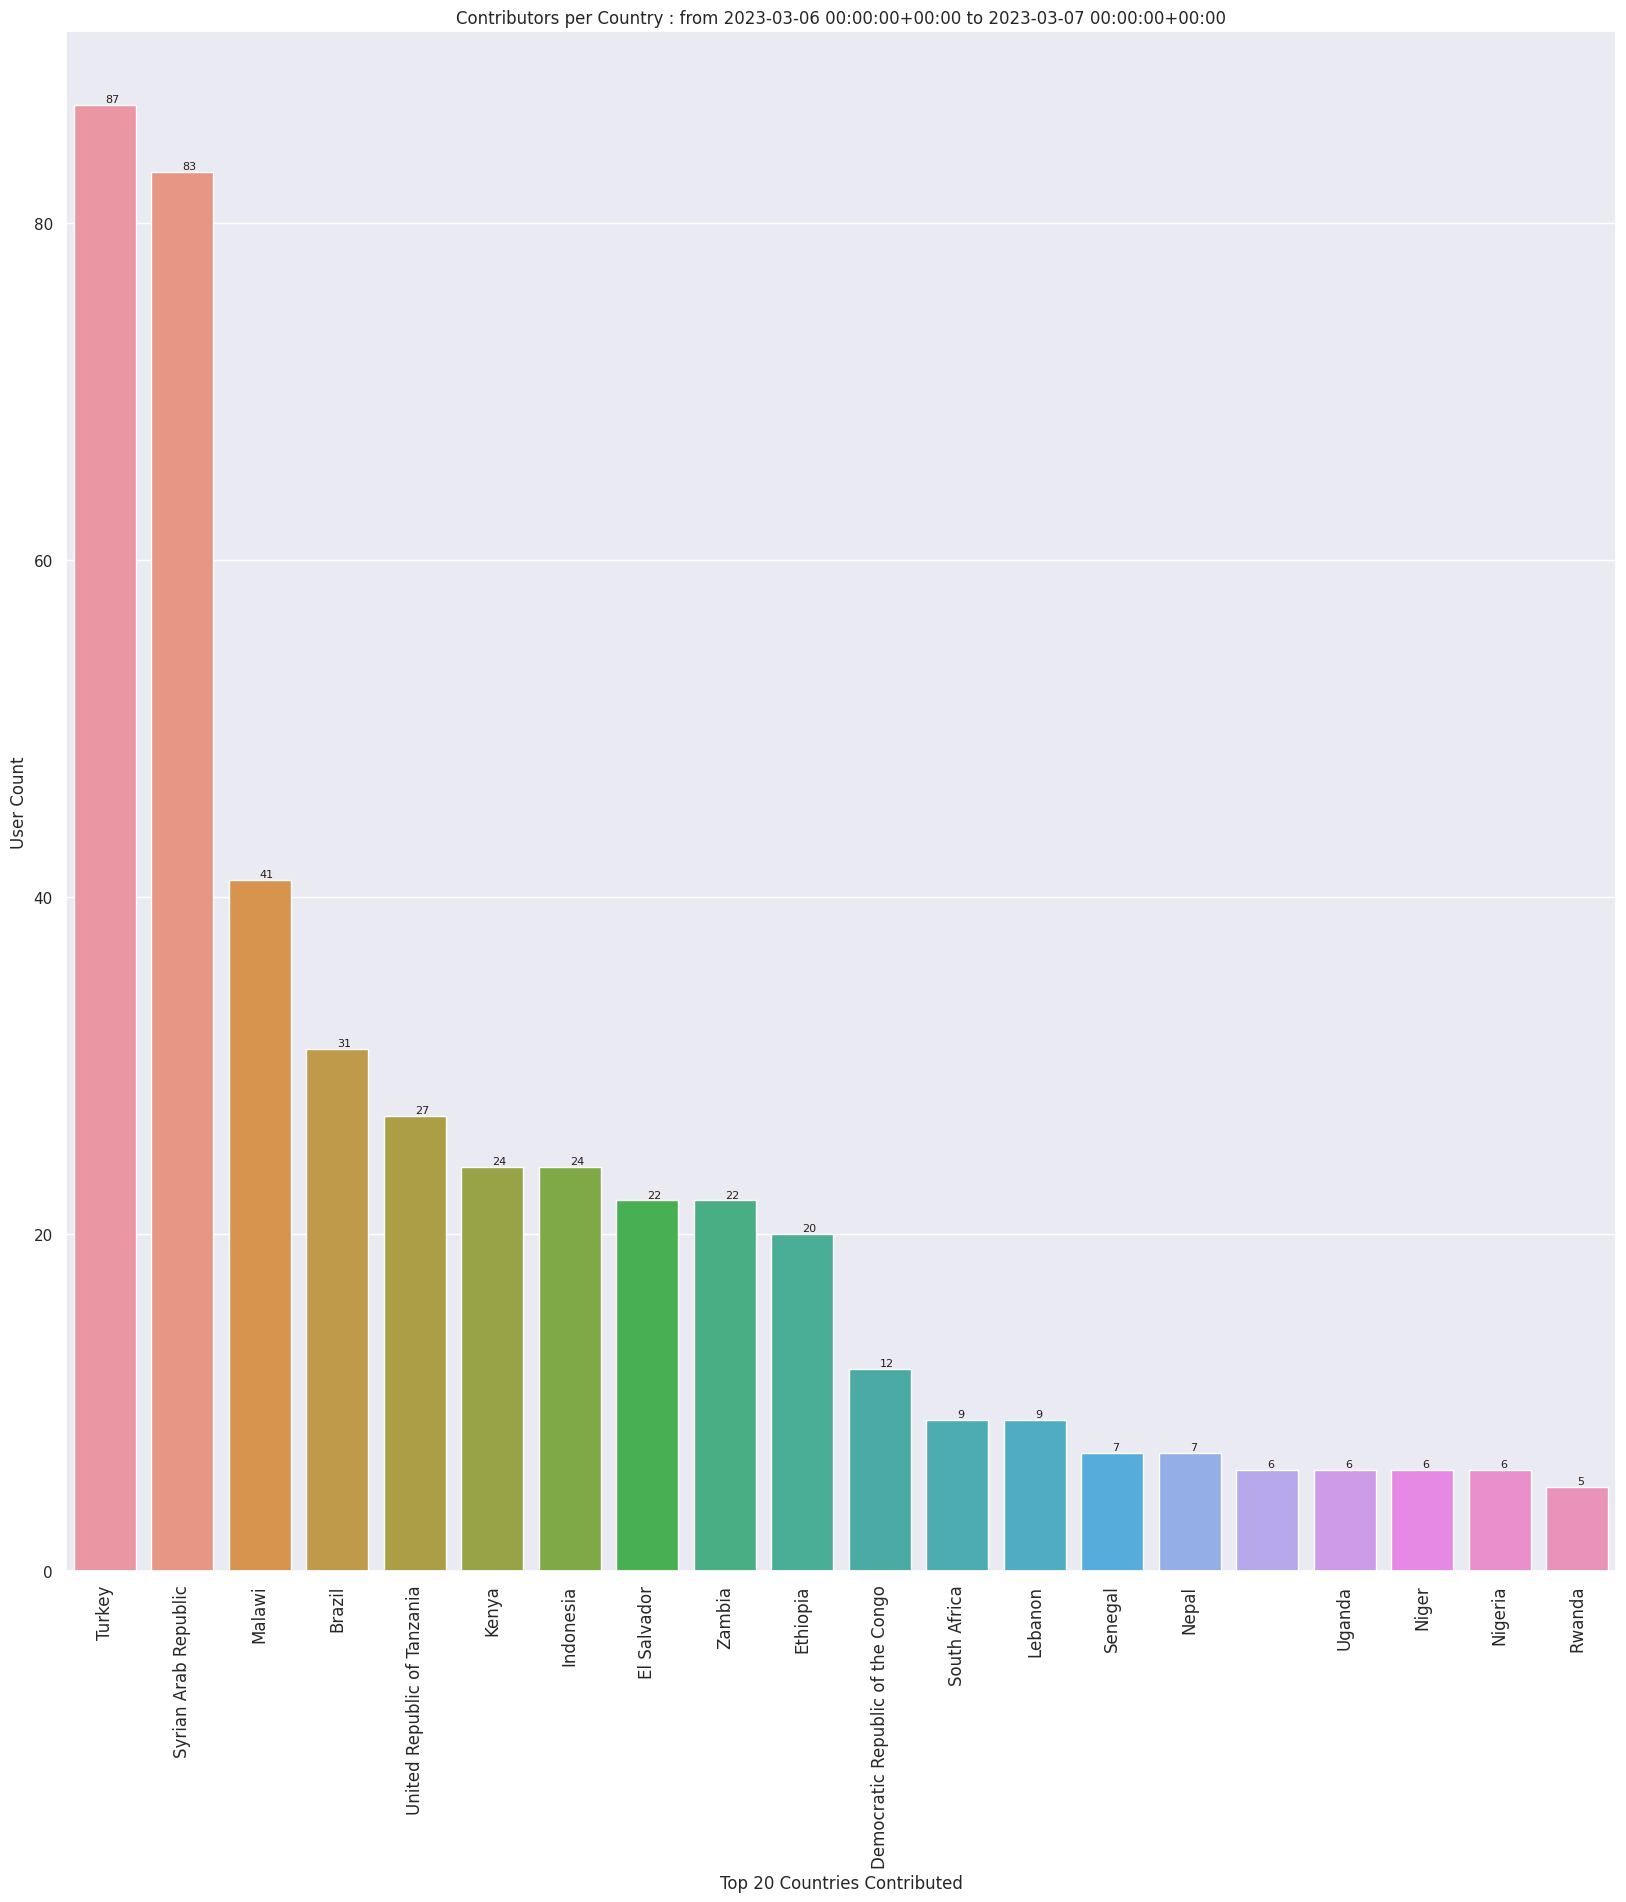 Contributors per Country : from 2023-03-06 00:00:00+00:00 to 2023-03-07 00:00:00+00:00
User Count
80
60
40
20
0
87
83
41
31
27
24
24
22
22
20
12
9
9
7
7
6
6
6
6
5
Turkey
Syrian Arab Republic
Malawi
Brazil
United Republic of Tanzania
Kenya
Indonesia
El Salvador
Zambia
Ethiopia
Democratic Republic of the Congo
South Africa
Lebanon
Senegal
Nepal
Uganda
Niger
Nigeria
Rwanda
Top 20 Countries Contributed